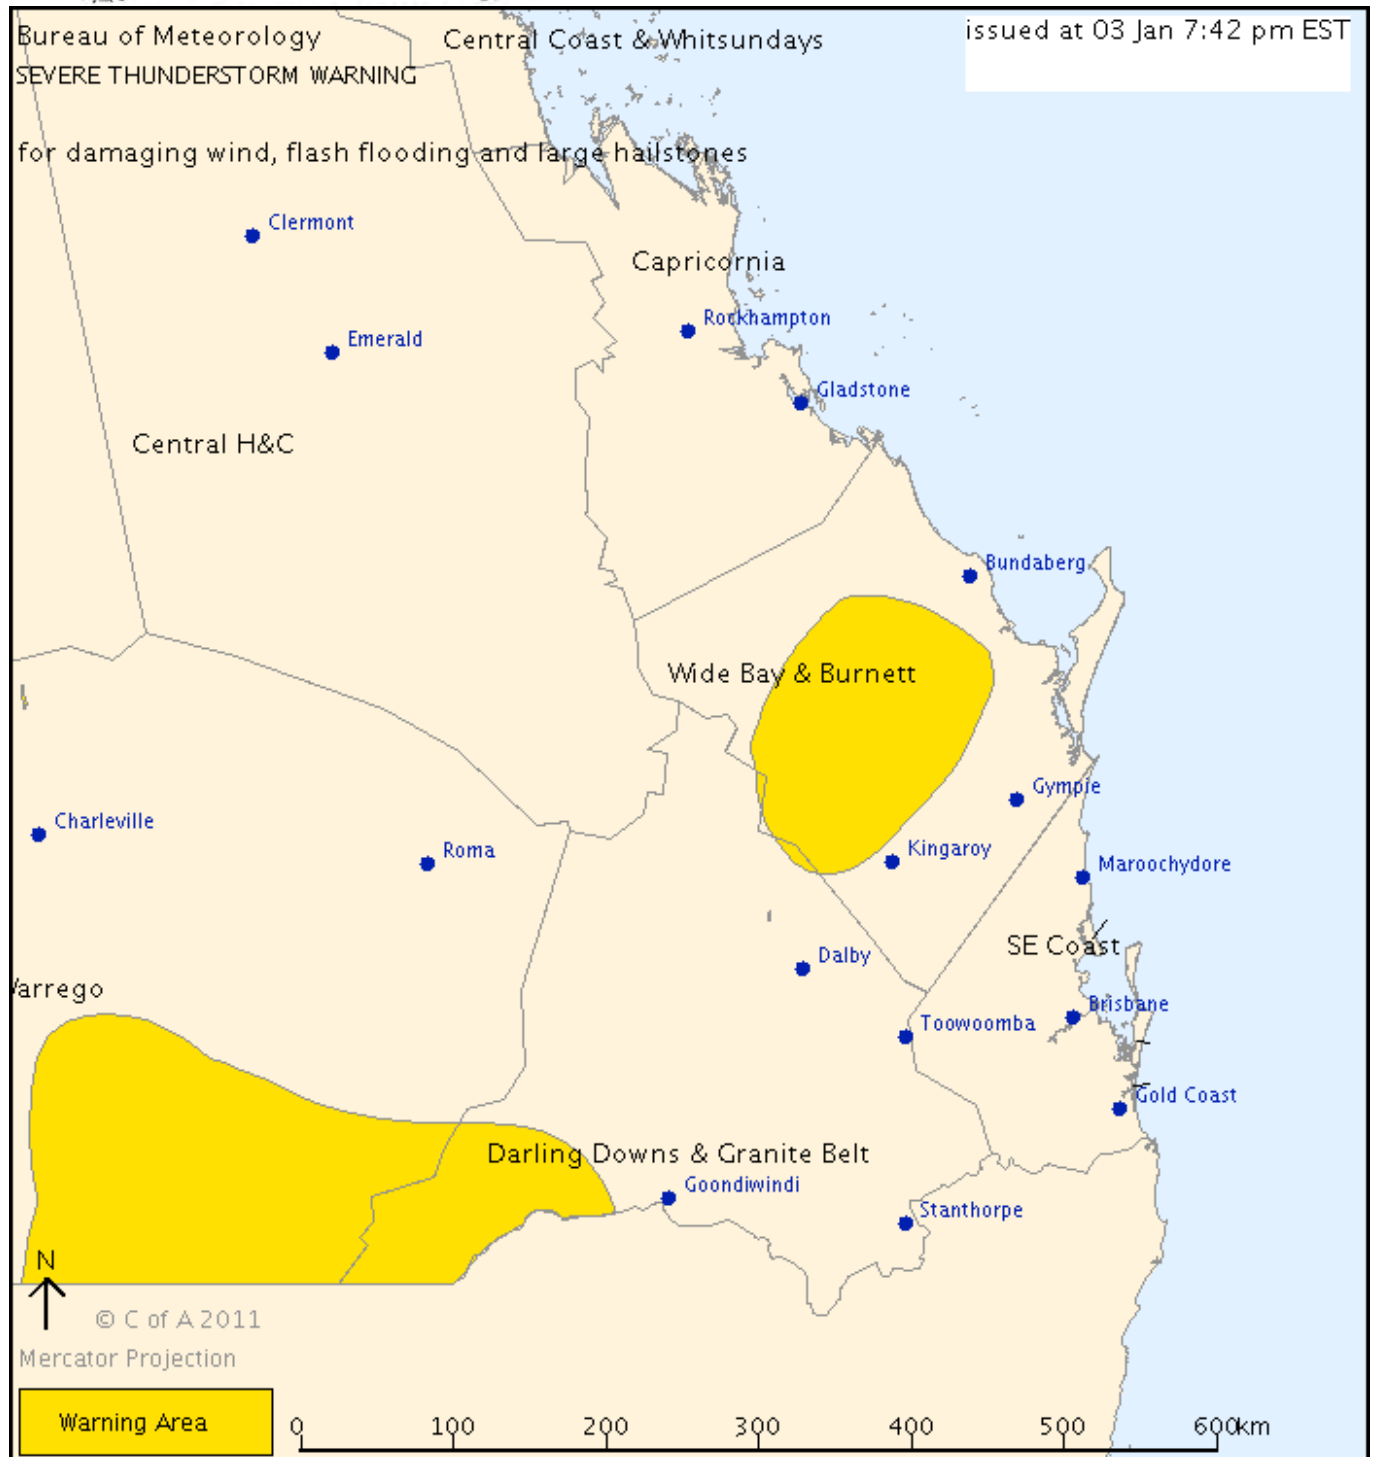 Bureau of Meteorology
SEVERE THUNDERSTORM WARNING
for damaging wind, flash flooding and large hailstones
Central Coast & Whitsundays
issued at 03 Jan 7:42 pm EST
Clermont
Capricornia
Rockhampton
Emerald
Gladstone
Central H&C
Bundaberg
Wide Bay & Burnett
Gympie
Charleville
Roma
Kingaroy
Maroochydore
SE Coast
Dalby
Warrego
Brisbane
Toowoomba
Gold Coast
Darling Downs & Granite Belt
Goondiwindi
Stanthorpe
N
© C of A 2011
Mercator Projection
Warning Area
0 100 200 300 400 500 600km